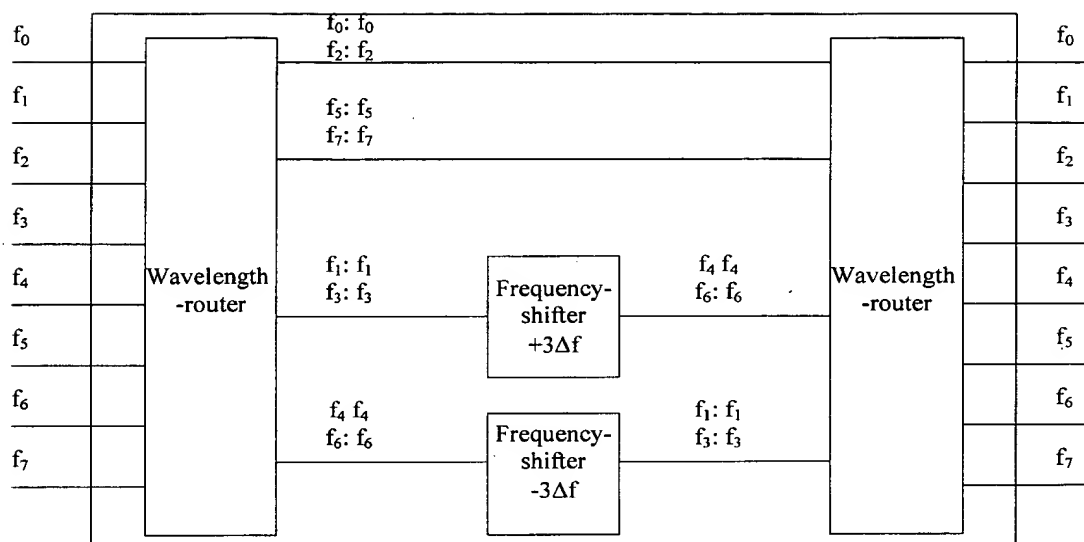 f₀
f₁
f₂
f₃
f₄
f₅
f₆
f₇
Wavelength
-router
f₀: f₀
f₂: f₂
f₅: f₅
f₇: f₇
f₁: f₁
f₃: f₃
f₄ f₄
f₆: f₆
Frequency-
shifter
+3Δf
Frequency-
shifter
-3Δf
f₄ f₄
f₆: f₆
f₁: f₁
f₃: f₃
Wavelength
-router
f₀
f₁
f₂
f₃
f₄
f₅
f₆
f₇